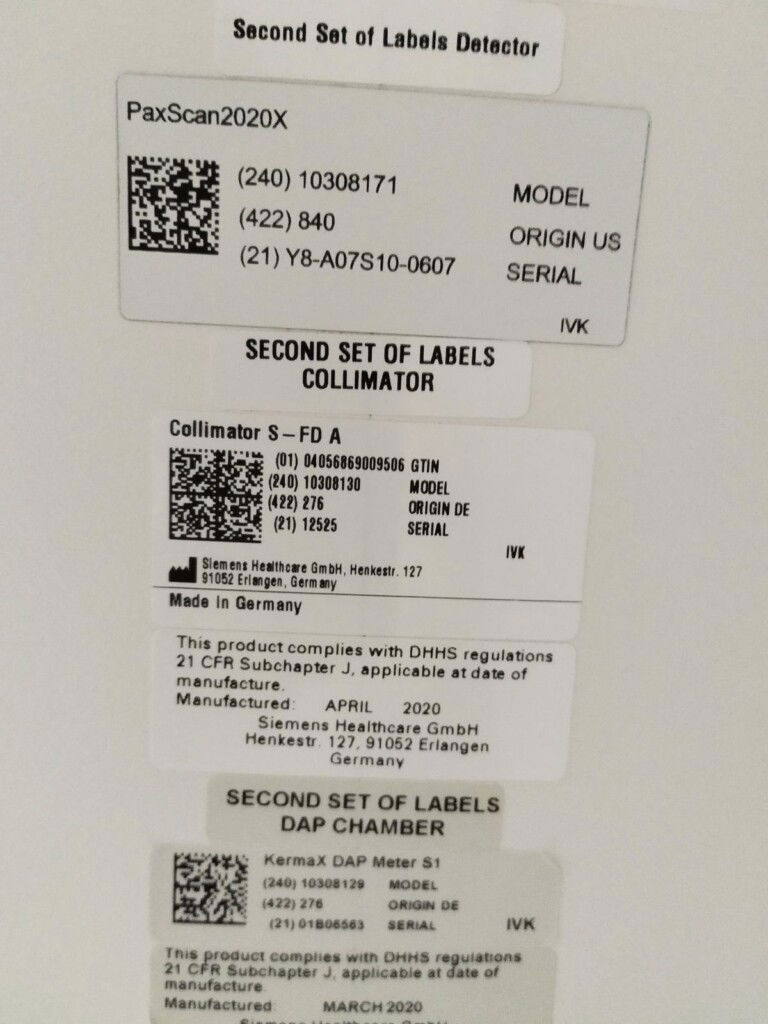 Second Set of Labels Detector
PaxScan2020X
(240) 10308171 MODEL
(422) 840 ORIGIN US
(21) Y8-A07S10-0607 SERIAL
IVK
SECOND SET OF LABELS
COLLIMATOR
Collimator S-FD A
(01) 04056869009506 GTIN
(240) 10308130 MODEL
(422) 276 ORIGIN DE
(21) 12525 SERIAL
IVK
Siemens Healthcare GmbH, Henkestr. 127
91052 Erlangen, Germany
Made in Germany
This product complies with DHHS regulations
21 CFR Subchapter J, applicable at date of
manufacture.
Manufactured: APRIL 2020
Siemens Healthcare GmbH
Henkestr. 127, 91052 Erlangen
Germany
SECOND SET OF LABELS
DAP CHAMBER
KermaX DAP Meter S1
(240) 10308129 MODEL
(422) 276 ORIGIN DE
(21) 01B06563 SERIAL IVK
This product complies with DHHS regulations
21 CFR Subchapter J, applicable at date of
manufacture.
Manufactured: MARCH 2020
Siemens Healthcare GmbH